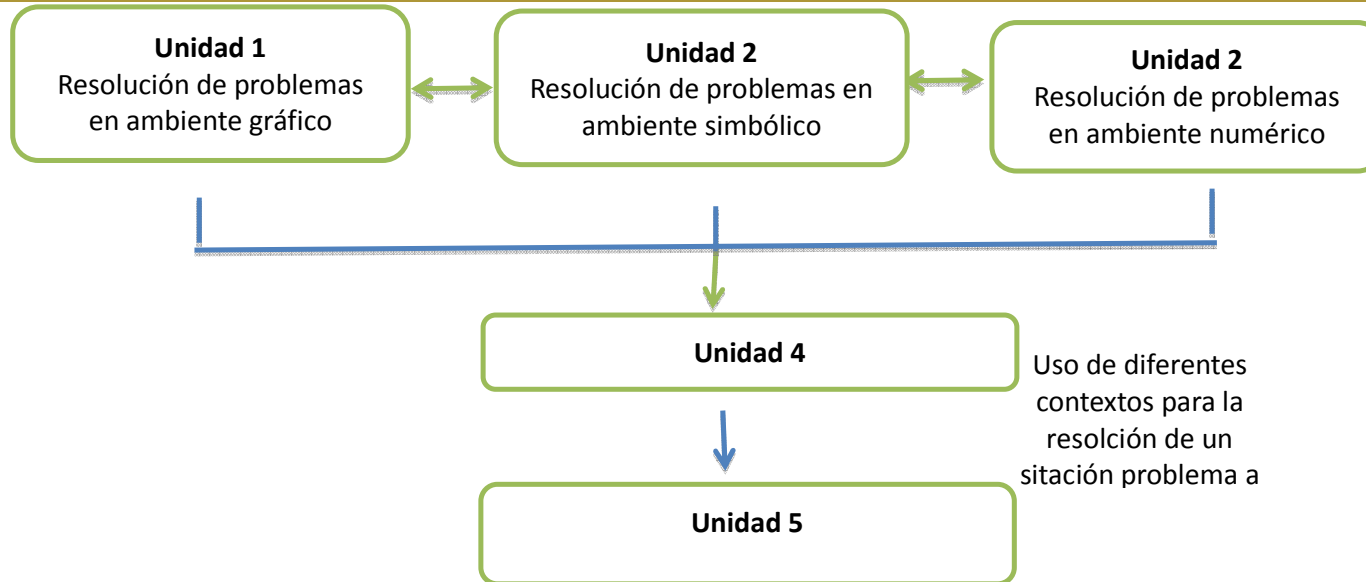 Unidad 1
Resolución de problemas
en ambiente gráfico
Unidad 2
Resolución de problemas en
ambiente simbólico
Unidad 2
Resolución de problemas
en ambiente numérico
Unidad 4
Uso de diferentes
contextos para la
resolción de un
sitación problema a
Unidad 5